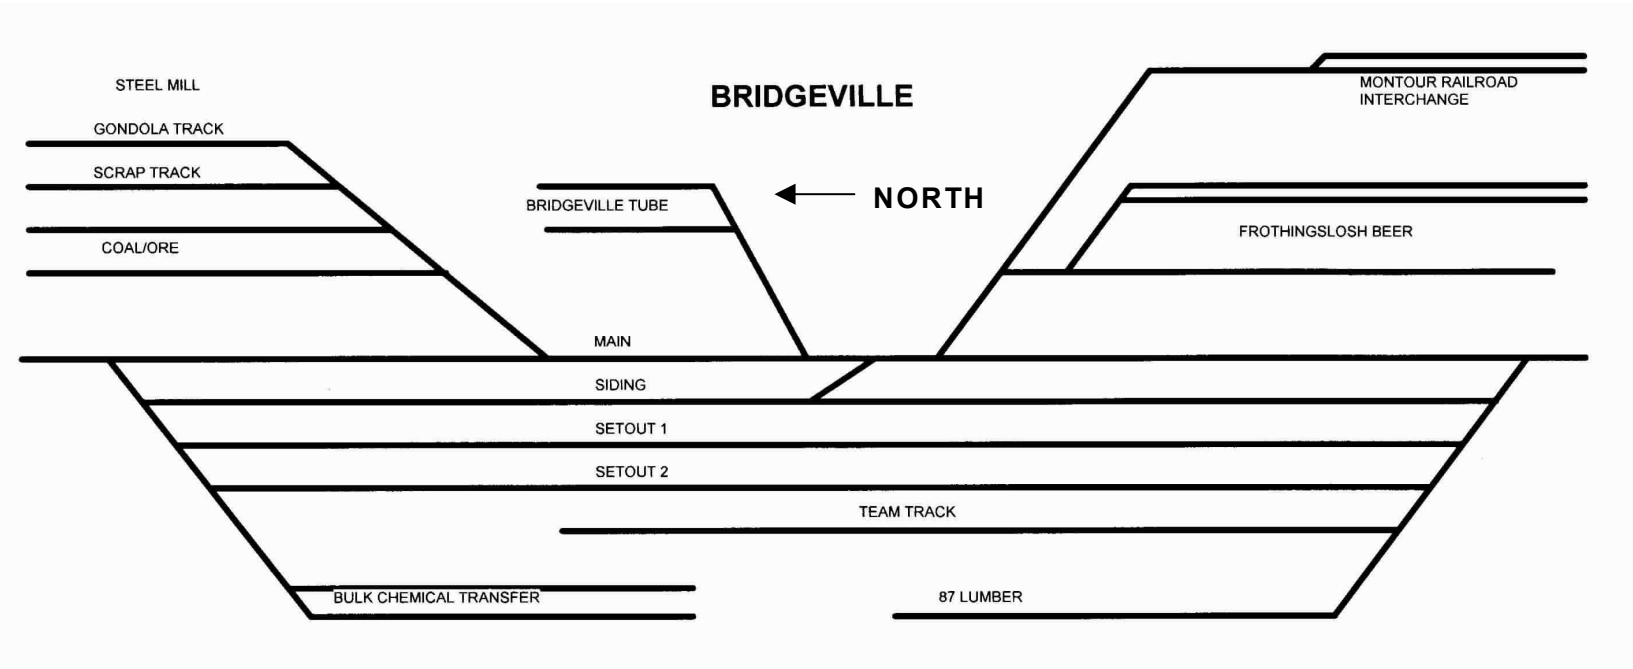 STEEL MILL
BRIDGEVILLE
MONTOUR RAILROAD
INTERCHANGE
GONDOLA TRACK
SCRAP TRACK
BRIDGEVILLE TUBE
NORTH
FROTHINGSLOSH BEER
COAL/ORE
MAIN
SIDING
SETOUT 1
SETOUT 2
TEAM TRACK
BULK CHEMICAL TRANSFER
87 LUMBER